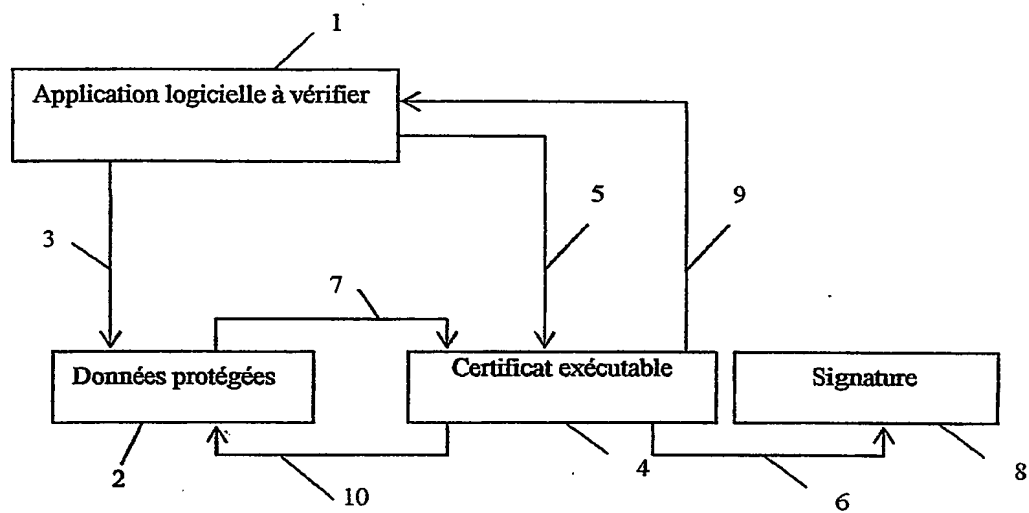 1
Application logicielle à vérifier
5
9
3
7
Données protégées
Certificat exécutable
Signature
2
10
4
6
8